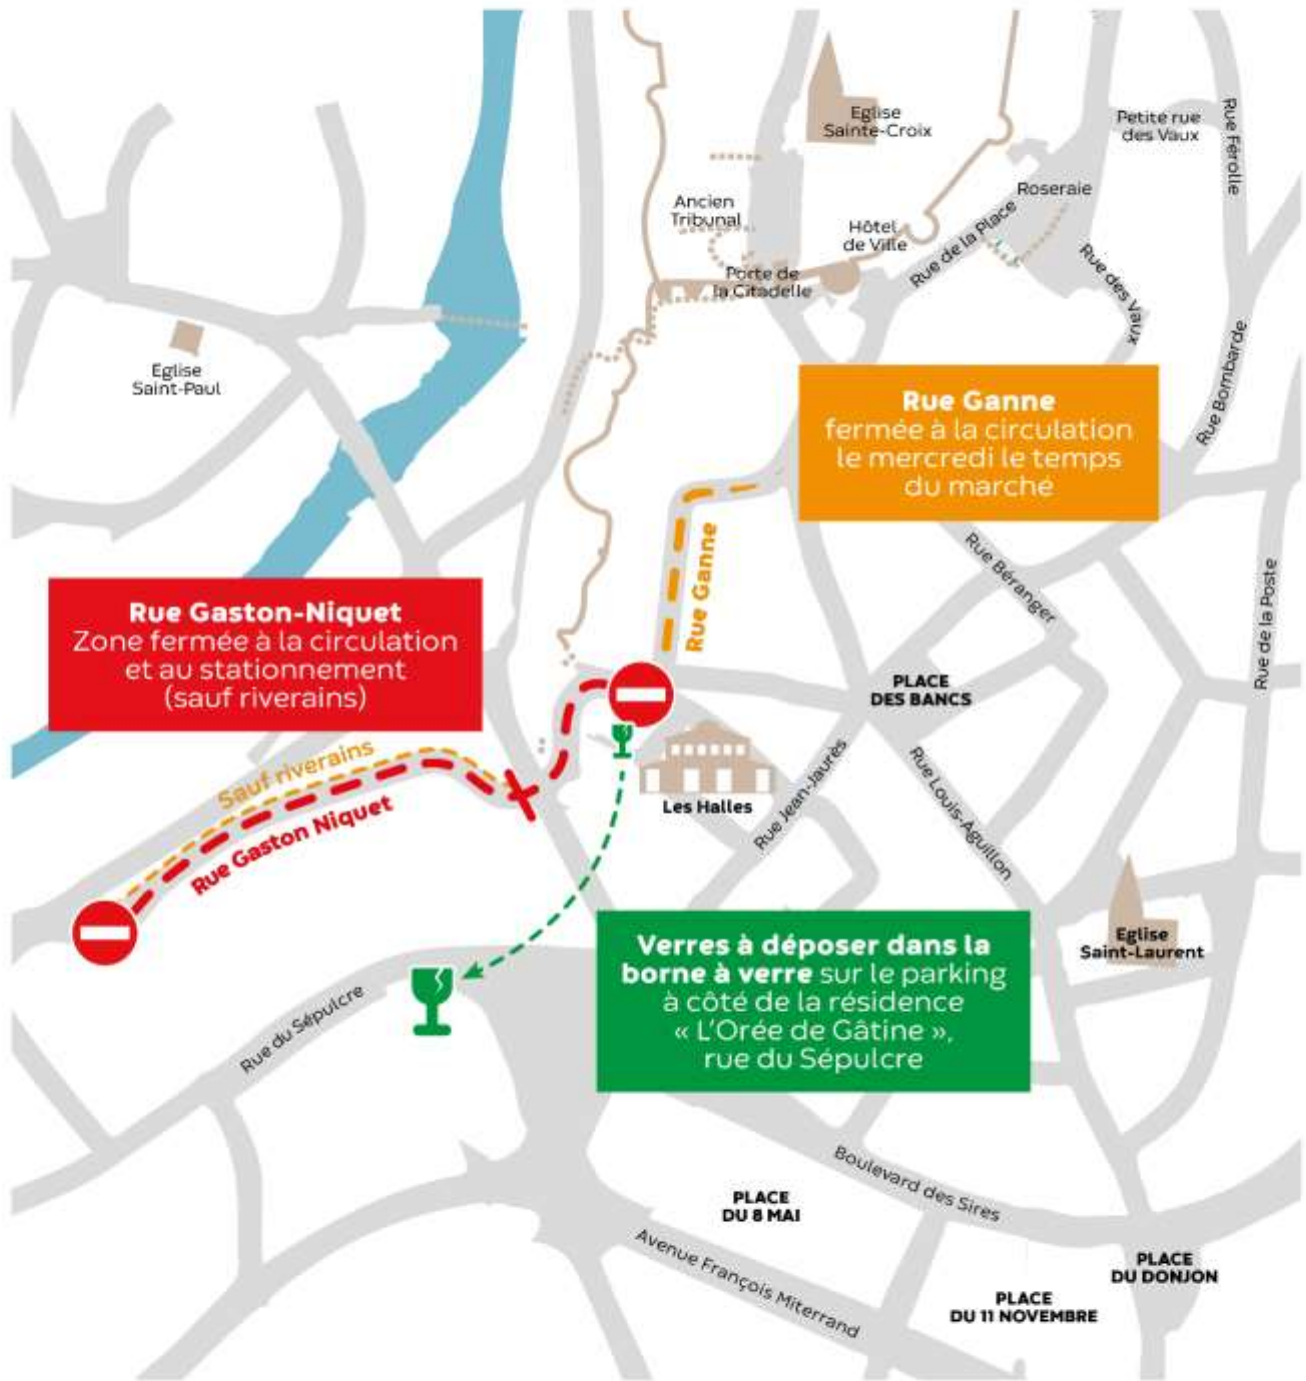 Eglise
Sainte-Croix
Petite rue
des Vaux
Rue Férolle
Ancien
Tribunal
Roseraie
Hôtel
de Ville
Rue de la Place
Porte de
la Citadelle
Rue des Vaux
Eglise
Saint-Paul
Rue Bombarde
Rue Ganne
fermée à la circulation
le mercredi le temps
du marché
Rue Ganne
Rue Béranger
Rue de la Poste
Rue Gaston-Niquet
Zone fermée à la circulation
et au stationnement
(sauf riverains)
PLACE
DES BANCS
Sauf riverains
Rue Gaston Niquet
Les Halles
Rue Jean-Jaurès
Rue Louis-Aguillon
Eglise
Saint-Laurent
Verres à déposer dans la
borne à verre sur le parking
à côté de la résidence
« L'Orée de Gâtine »,
rue du Sépulcre
Rue du Sépulcre
Boulevard des Sires
PLACE
DU 8 MAI
Avenue François Miterrand
PLACE
DU DONJON
PLACE
DU 11 NOVEMBRE